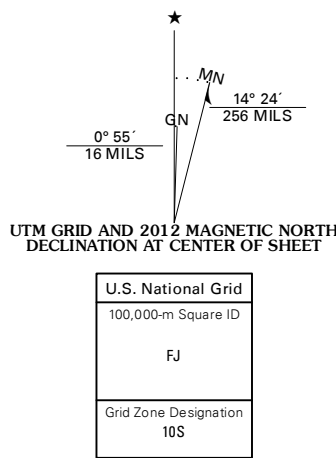 ★
MN
GN
14° 24´
256 MILS
0° 55´
16 MILS
UTM GRID AND 2012 MAGNETIC NORTH
DECLINATION AT CENTER OF SHEET
U.S. National Grid
100,000-m Square ID
FJ
Grid Zone Designation
10S